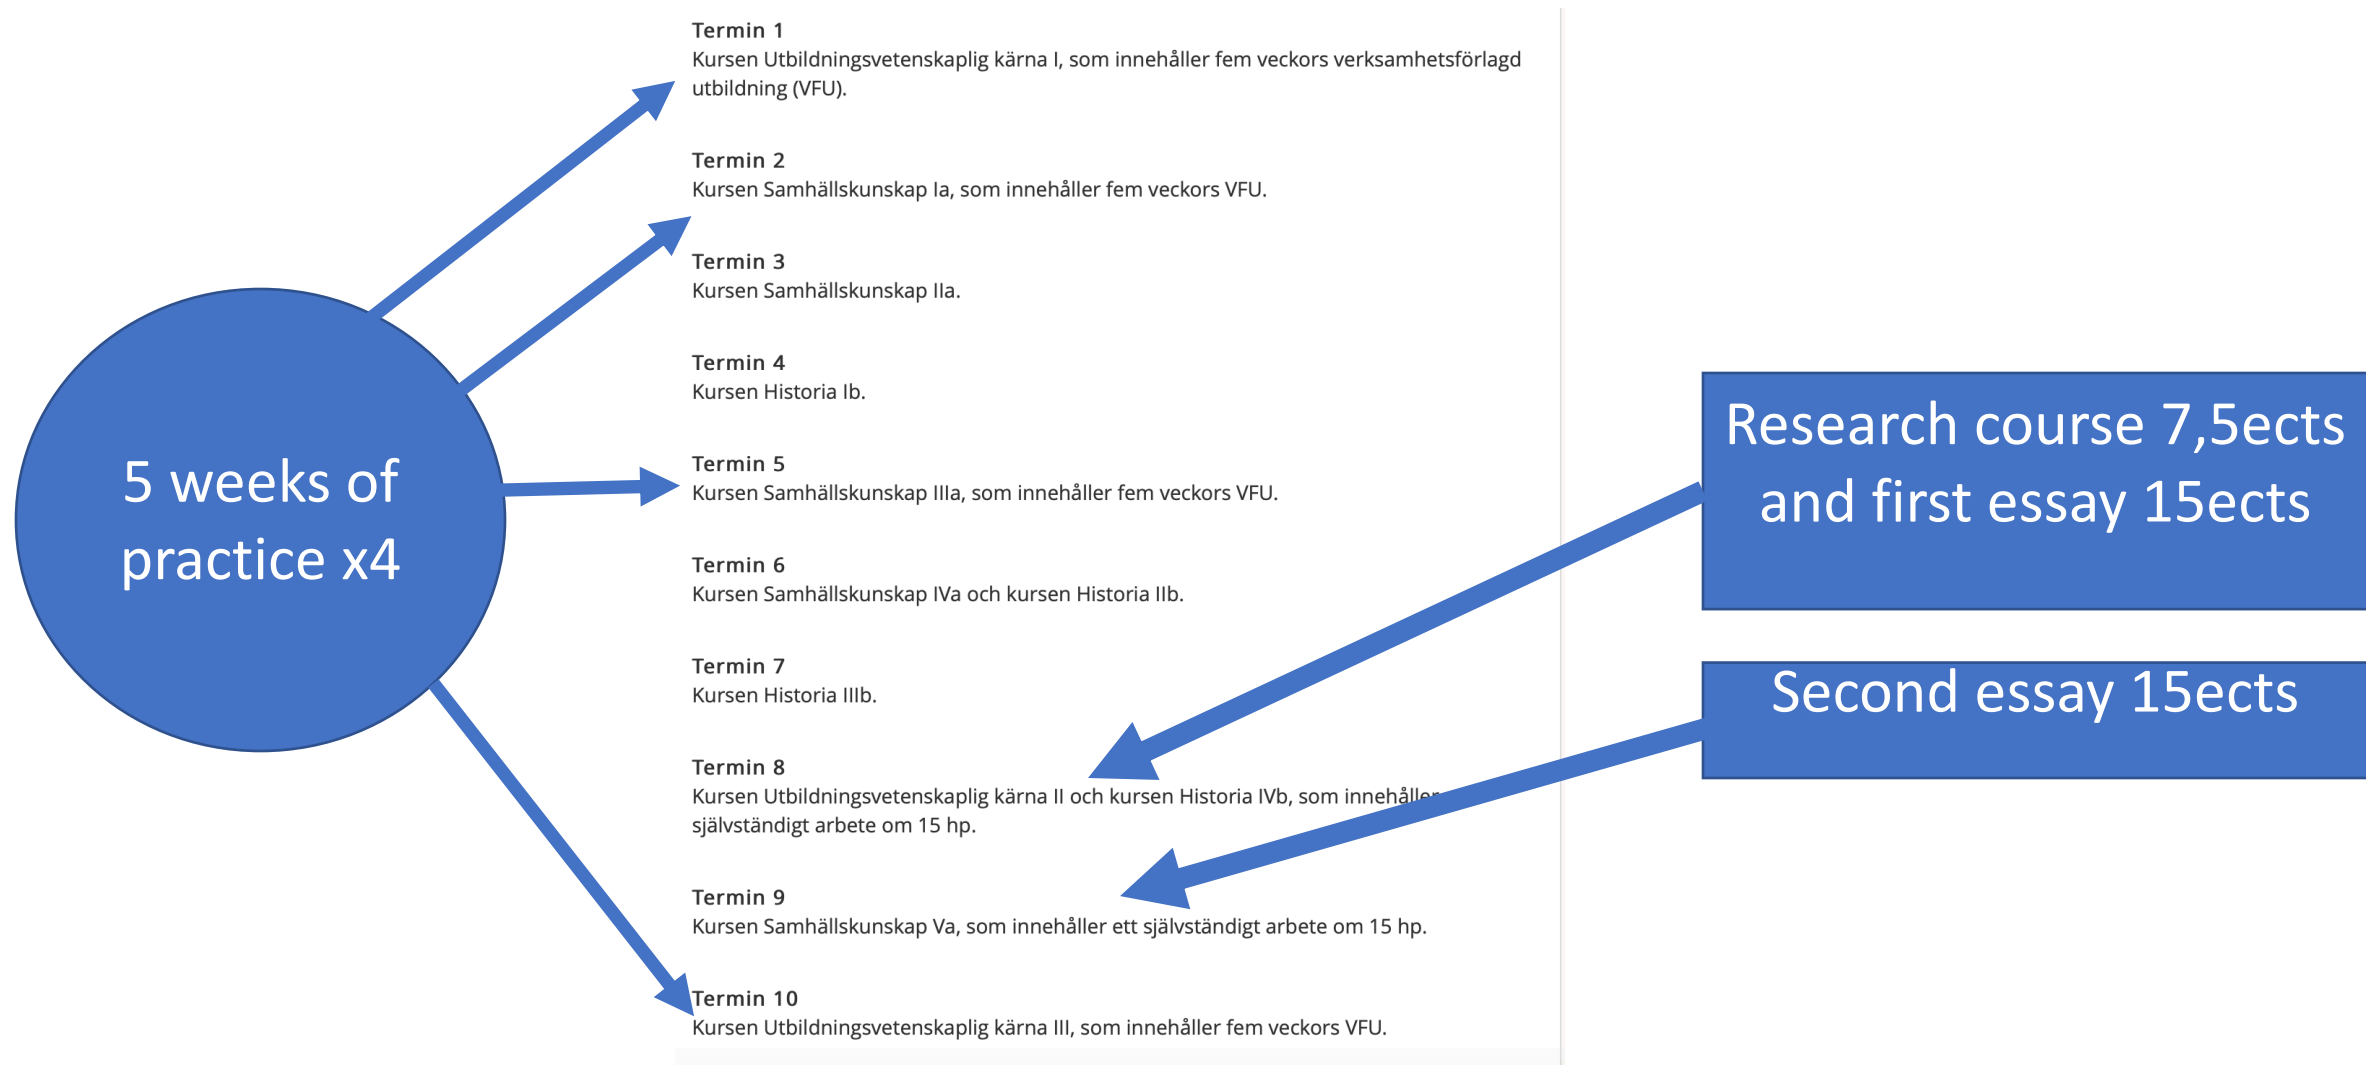 Termin 1
Kursen Utbildningsvetenskaplig kärna I, som innehåller fem veckors verksamhetsförlagd
utbildning (VFU).
Termin 2
Kursen Samhällskunskap Ia, som innehåller fem veckors VFU.
Termin 3
Kursen Samhällskunskap IIa.
Termin 4
Kursen Historia Ib.
Termin 5
Kursen Samhällskunskap IIIa, som innehåller fem veckors VFU.
Termin 6
Kursen Samhällskunskap IVa och kursen Historia IIb.
Termin 7
Kursen Historia IIIb.
Termin 8
Kursen Utbildningsvetenskaplig kärna II och kursen Historia IVb, som innehåller
självständigt arbete om 15 hp.
Termin 9
Kursen Samhällskunskap Va, som innehåller ett självständigt arbete om 15 hp.
Termin 10
Kursen Utbildningsvetenskaplig kärna III, som innehåller fem veckors VFU.
5 weeks of
practice x4
Research course 7,5ects
and first essay 15ects
Second essay 15ects